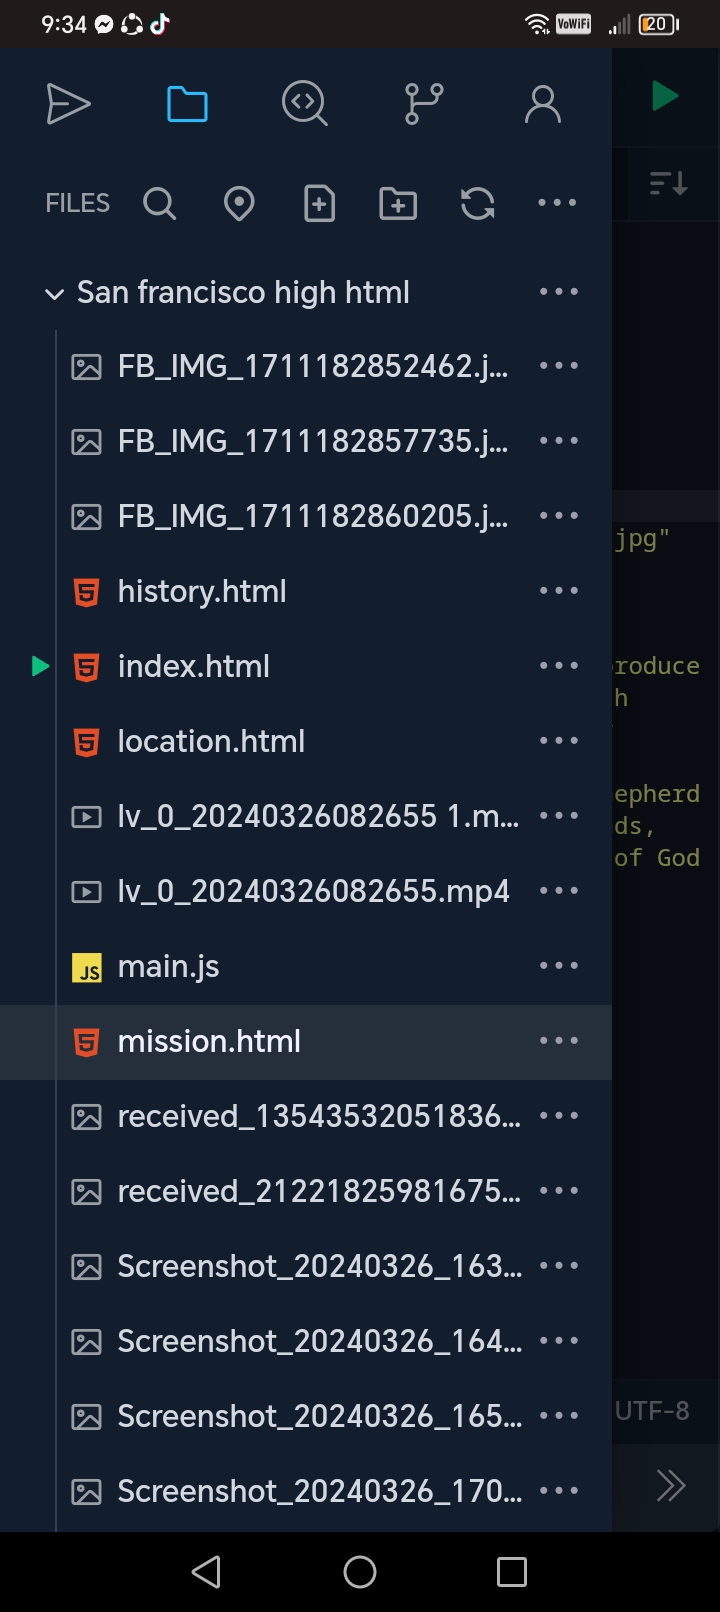 9:34
VoWiFi
20
FILES
San francisco high html
FB_IMG_1711182852462.j...
FB_IMG_1711182857735.j...
FB_IMG_1711182860205.j...
jpg"
history.html
roduce
index.html
h
location.html
epherd
lv_0_20240326082655 1.m...
ds,
of God
lv_0_20240326082655.mp4
JS
main.js
mission.html
received_13543532051836...
received_21221825981675...
Screenshot_20240326_163...
Screenshot_20240326_164...
Screenshot_20240326_165...
UTF-8
Screenshot_20240326_170...